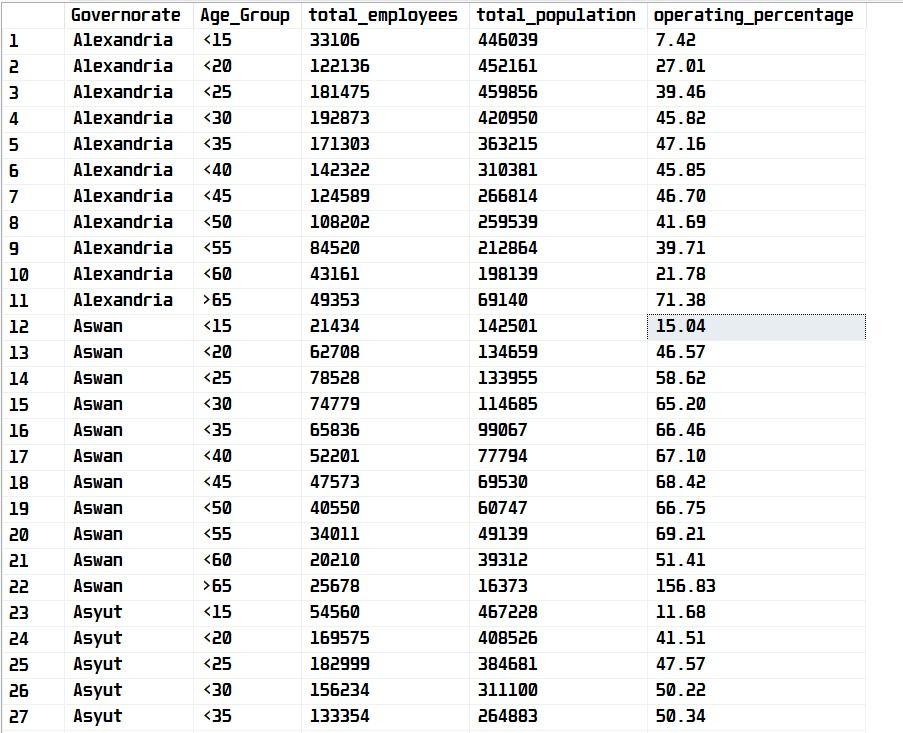 Governorate Age_Group total_employees total_population operating_percentage
1 Alexandria <15 33106 446039 7.42
2 Alexandria <20 122136 452161 27.01
3 Alexandria <25 181475 459856 39.46
4 Alexandria <30 192873 420950 45.82
5 Alexandria <35 171303 363215 47.16
6 Alexandria <40 142322 310381 45.85
7 Alexandria <45 124589 266814 46.70
8 Alexandria <50 108202 259539 41.69
9 Alexandria <55 84520 212864 39.71
10 Alexandria <60 43161 198139 21.78
11 Alexandria >65 49353 69140 71.38
12 Aswan <15 21434 142501 15.04
13 Aswan <20 62708 134659 46.57
14 Aswan <25 78528 133955 58.62
15 Aswan <30 74779 114685 65.20
16 Aswan <35 65836 99067 66.46
17 Aswan <40 52201 77794 67.10
18 Aswan <45 47573 69530 68.42
19 Aswan <50 40550 60747 66.75
20 Aswan <55 34011 49139 69.21
21 Aswan <60 20210 39312 51.41
22 Aswan >65 25678 16373 156.83
23 Asyut <15 54560 467228 11.68
24 Asyut <20 169575 408526 41.51
25 Asyut <25 182999 384681 47.57
26 Asyut <30 156234 311100 50.22
27 Asyut <35 133354 264883 50.34